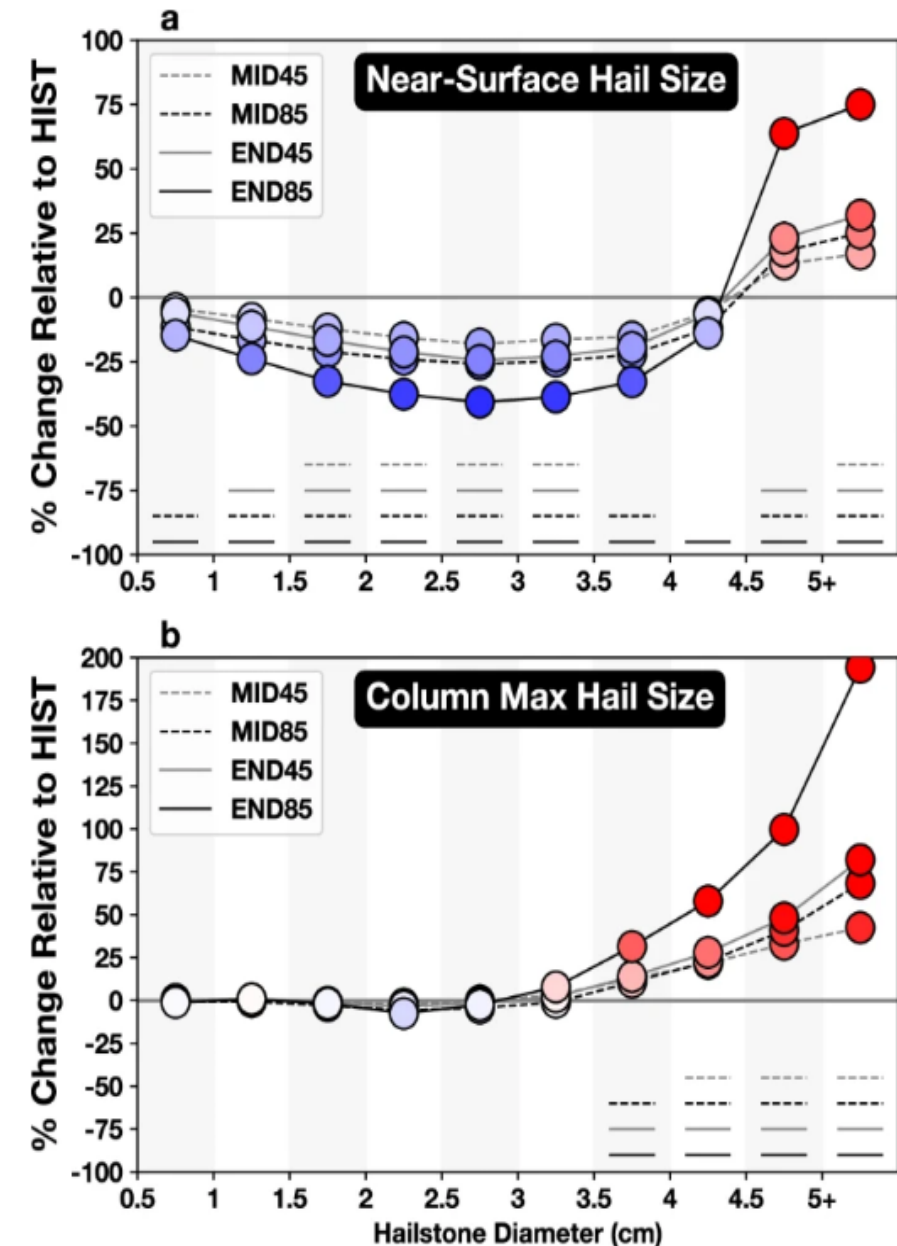 a
% Change Relative to HIST
100
75
50
25
0
-25
-50
-75
-100
MID45
MID85
END45
END85
Near-Surface Hail Size
0.5 1 1.5 2 2.5 3 3.5 4 4.5 5+
b
% Change Relative to HIST
200
175
150
125
100
75
50
25
0
-25
-50
-75
-100
MID45
MID85
END45
END85
Column Max Hail Size
0.5 1 1.5 2 2.5 3 3.5 4 4.5 5+
Hailstone Diameter (cm)